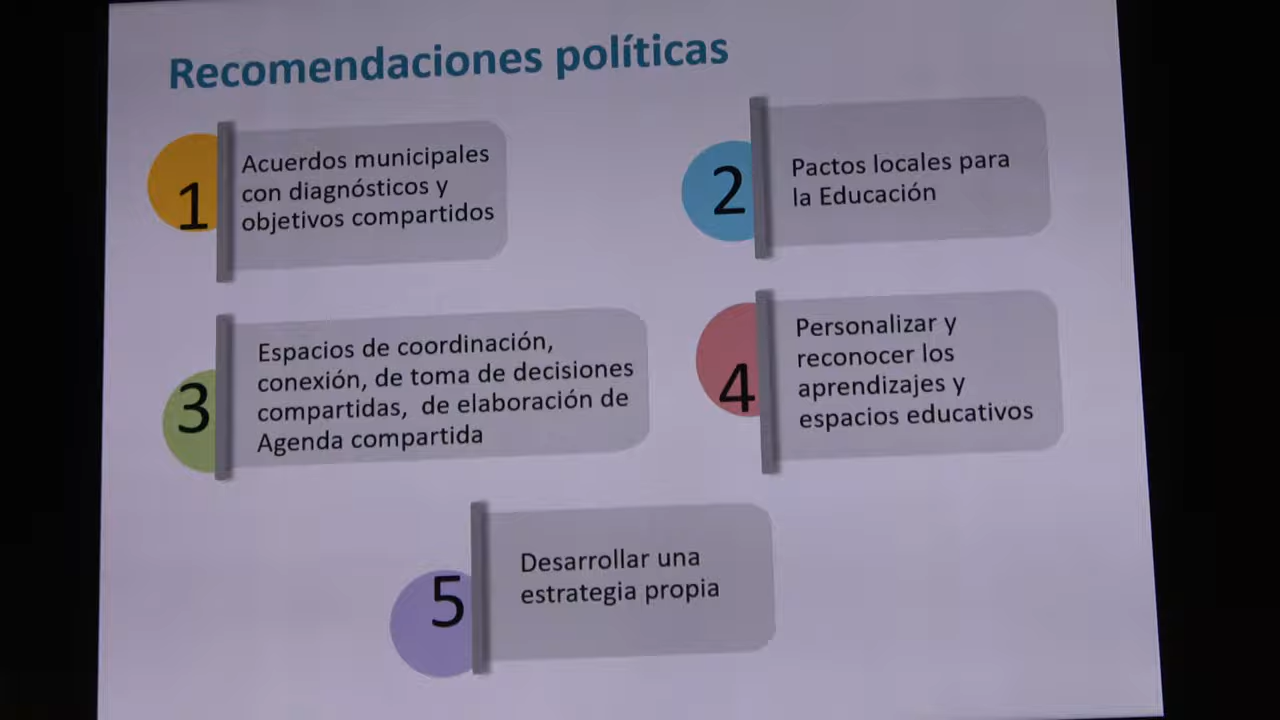 Recomendaciones políticas
1
Acuerdos municipales
con diagnósticos y
objetivos compartidos
2
Pactos locales para
la Educación
3
Espacios de coordinación,
conexión, de toma de decisiones
compartidas, de elaboración de
Agenda compartida
4
Personalizar y
reconocer los
aprendizajes y
espacios educativos
5
Desarrollar una
estrategia propia